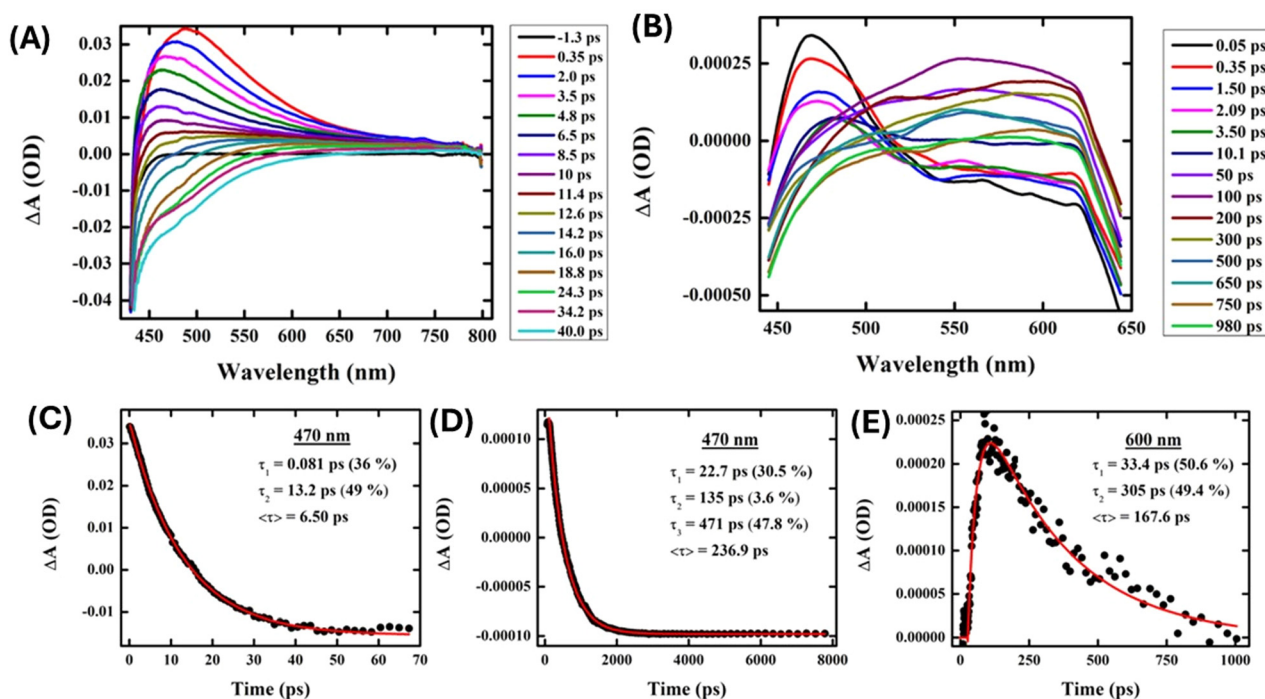 (A)
0.03
0.02
0.01
0.00
-0.01
-0.02
-0.03
-0.04
ΔA (OD)
450 500 550 600 650 700 750 800
Wavelength (nm)
-1.3 ps
0.35 ps
2.0 ps
3.5 ps
4.8 ps
6.5 ps
8.5 ps
10 ps
11.4 ps
12.6 ps
14.2 ps
16.0 ps
18.8 ps
24.3 ps
34.2 ps
40.0 ps
(B)
0.00025
0.00000
-0.00025
-0.00050
ΔA (OD)
450 500 550 600 650
Wavelength (nm)
0.05 ps
0.35 ps
1.50 ps
2.09 ps
3.50 ps
10.1 ps
50 ps
100 ps
200 ps
300 ps
500 ps
650 ps
750 ps
980 ps
(C)
0.03
0.02
0.01
0.00
-0.01
ΔA (OD)
0 10 20 30 40 50 60 70
Time (ps)
470 nm
τ1 = 0.081 ps (36 %)
τ2 = 13.2 ps (49 %)
<τ> = 6.50 ps
(D)
0.00010
0.00005
0.00000
-0.00005
-0.00010
ΔA (OD)
0 2000 4000 6000 8000
Time (ps)
470 nm
τ1 = 22.7 ps (30.5 %)
τ2 = 135 ps (3.6 %)
τ3 = 471 ps (47.8 %)
<τ> = 236.9 ps
(E)
0.00025
0.00020
0.00015
0.00010
0.00005
0.00000
ΔA (OD)
0 250 500 750 1000
Time (ps)
600 nm
τ1 = 33.4 ps (50.6 %)
τ2 = 305 ps (49.4 %)
<τ> = 167.6 ps